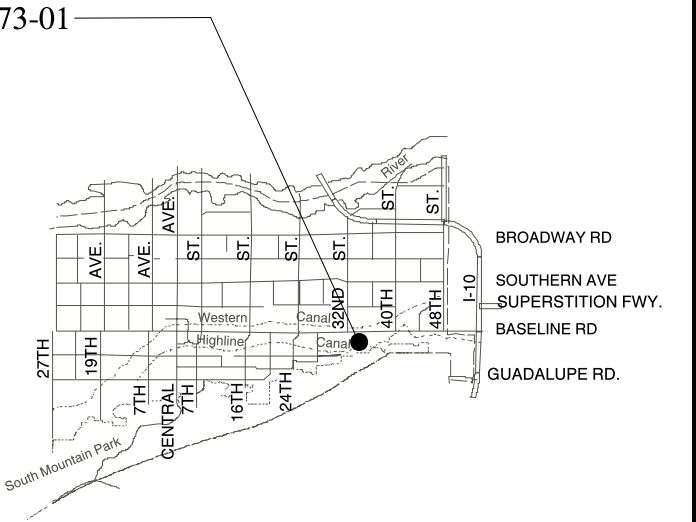 73-01
River
AVE.
ST.
ST.
AVE.
AVE.
ST.
ST.
ST.
ST.
BROADWAY RD
I-10
SOUTHERN AVE
SUPERSTITION FWY.
32ND
40TH
48TH
Western Canal
BASELINE RD
Highline Canal
27TH
19TH
GUADALUPE RD.
7TH
CENTRAL
7TH
16TH
24TH
South Mountain Park